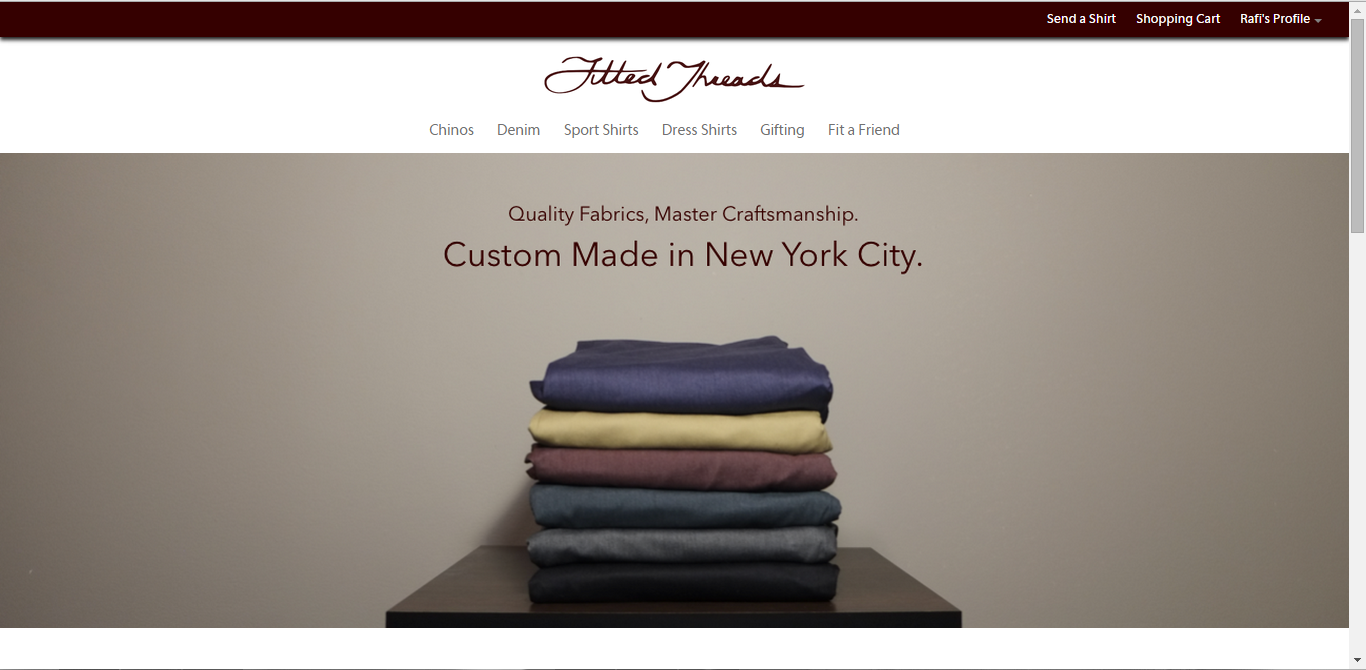 Send a Shirt Shopping Cart Rafi's Profile
Fitted Threads
Chinos Denim Sport Shirts Dress Shirts Gifting Fit a Friend
Quality Fabrics, Master Craftsmanship.
Custom Made in New York City.